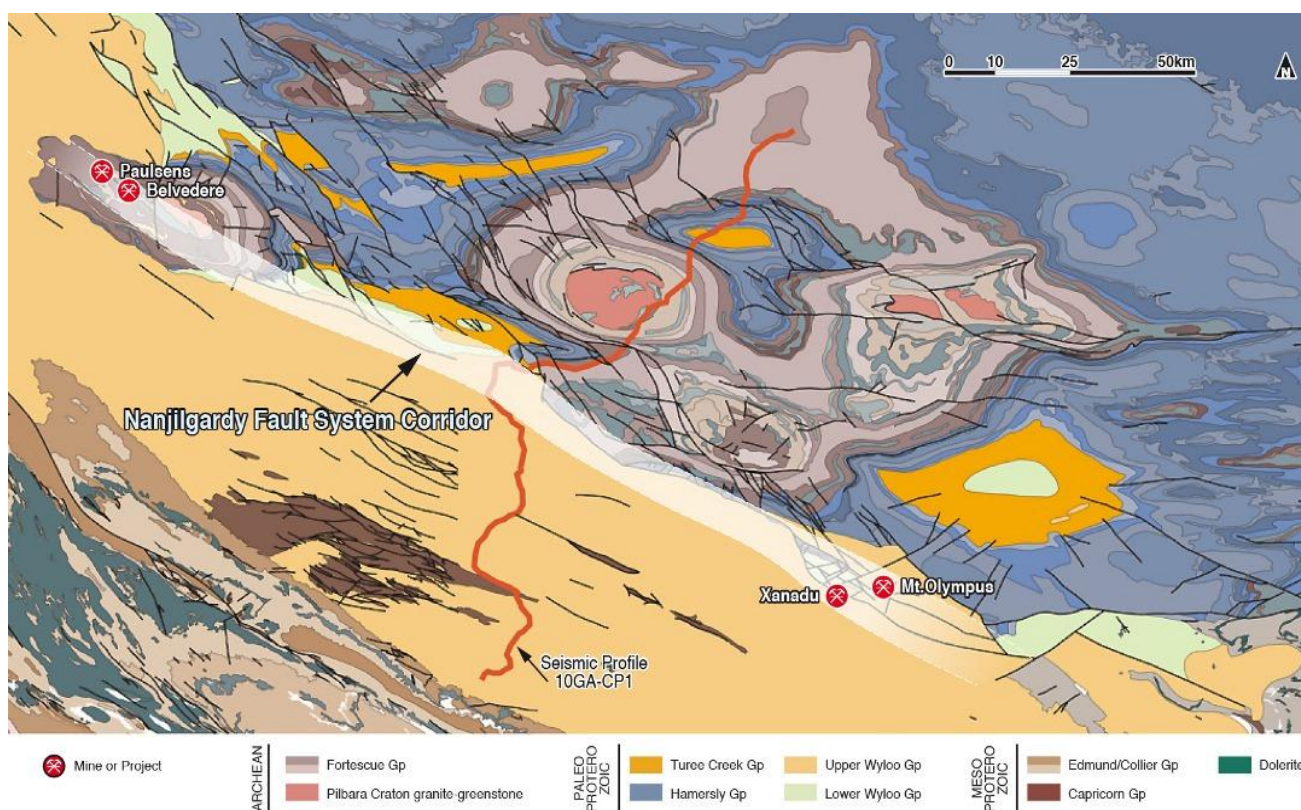 0 10 25 50km
N
Paulsens
Belvedere
Nanjilgardy Fault System Corridor
Xanadu
Mt.Olympus
Seismic Profile
10GA-CP1
Mine or Project
ARCHEAN
Fortescue Gp
Pilbara Craton granite-greenstone
PALEO
PROTERO
ZOIC
Turee Creek Gp
Hamersly Gp
Upper Wyloo Gp
Lower Wyloo Gp
MESO
PROTERO
ZOIC
Edmund/Collier Gp
Capricorn Gp
Dolerite